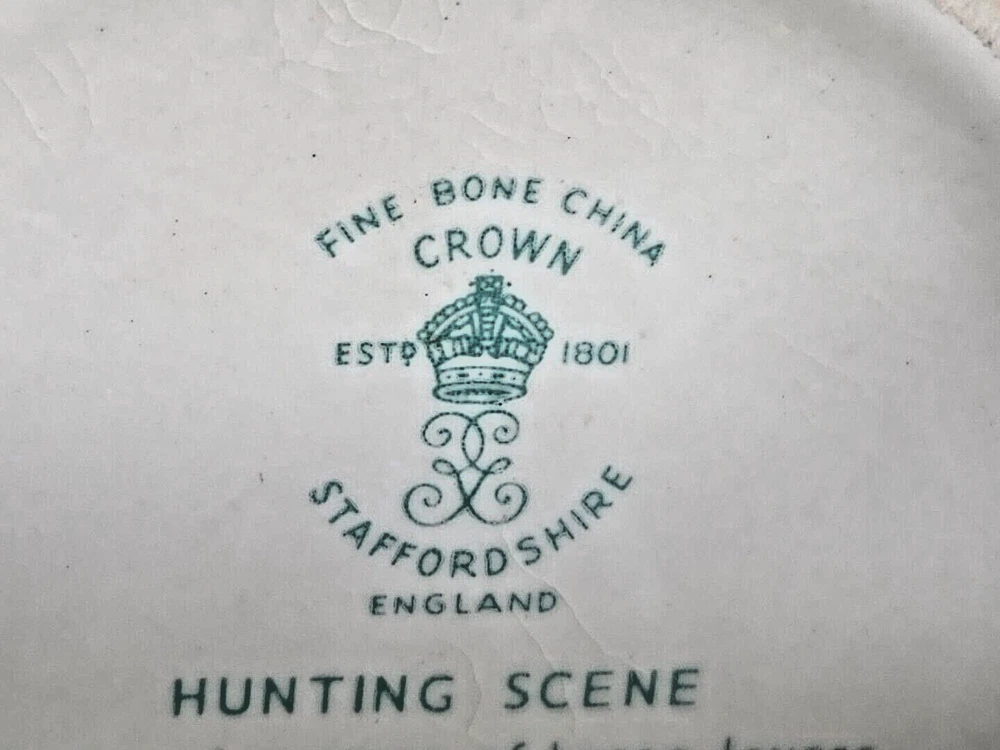 FINE BONE CHINA
CROWN
ESTD 1801
STAFFORDSHIRE
ENGLAND
HUNTING SCENE